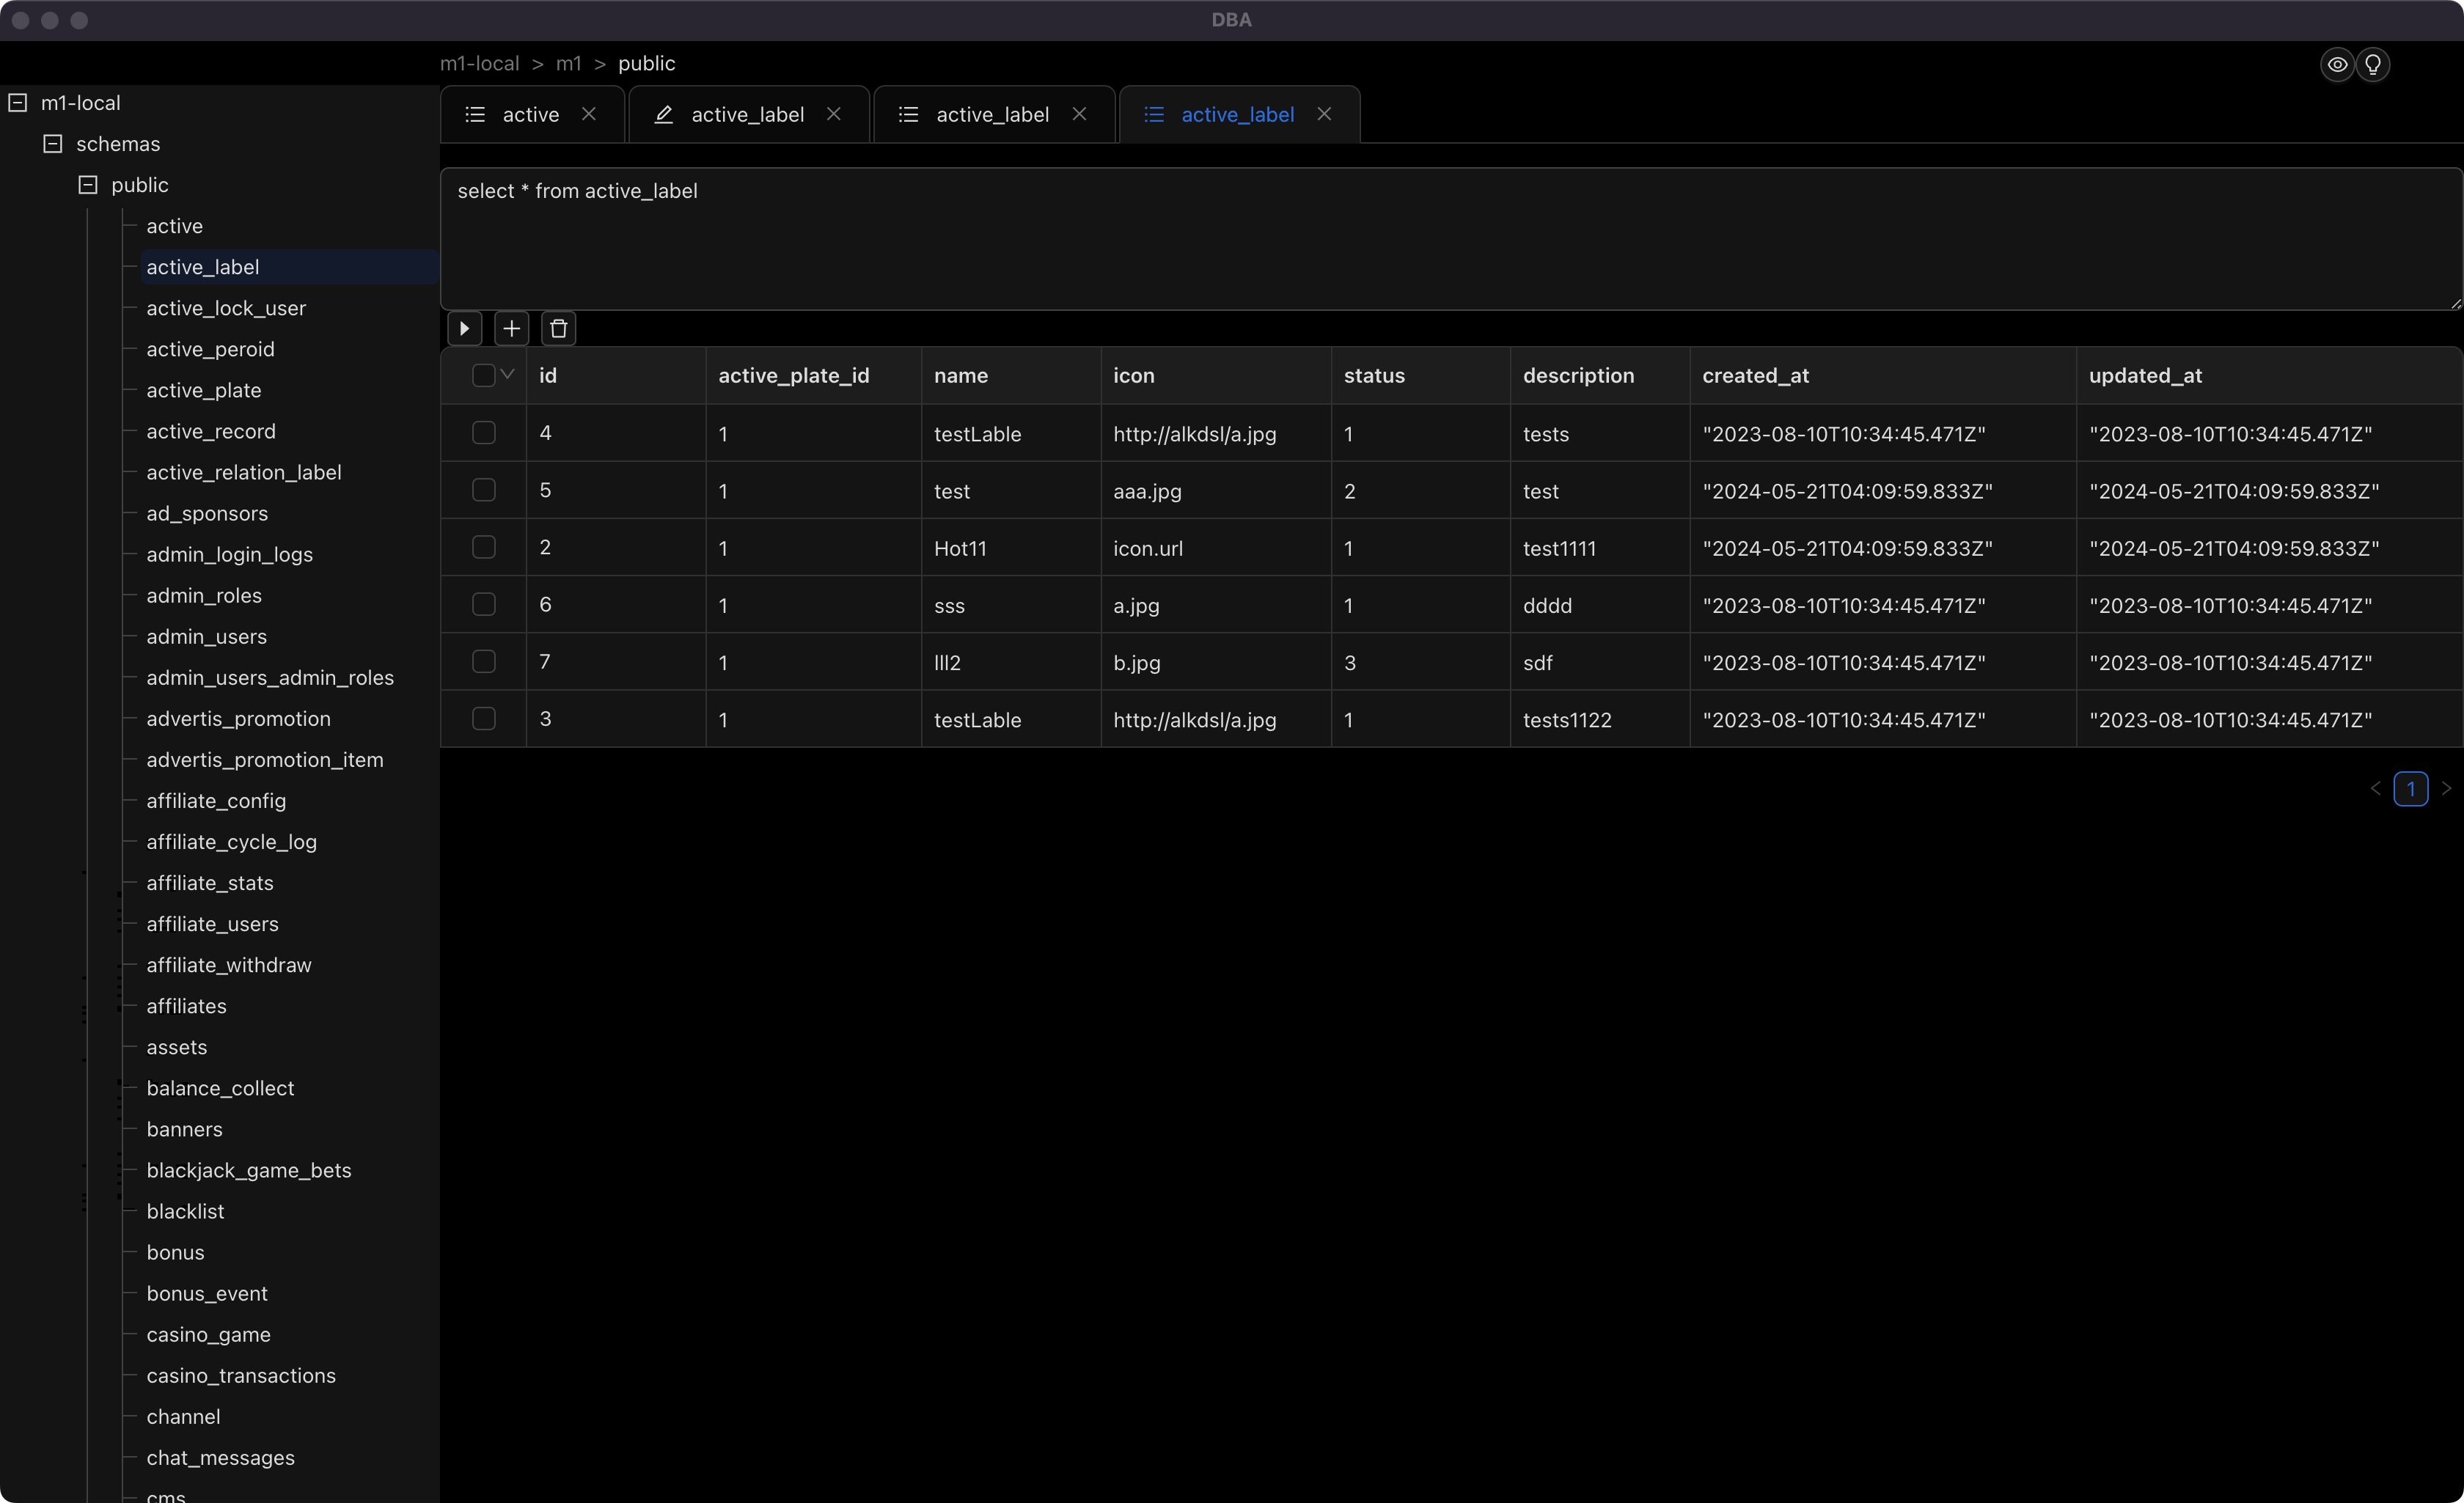 DBA
m1-local > m1 > public
m1-local
schemas
public
active
active_label
active_lock_user
active_peroid
active_plate
active_record
active_relation_label
ad_sponsors
admin_login_logs
admin_roles
admin_users
admin_users_admin_roles
advertis_promotion
advertis_promotion_item
affiliate_config
affiliate_cycle_log
affiliate_stats
affiliate_users
affiliate_withdraw
affiliates
assets
balance_collect
banners
blackjack_game_bets
blacklist
bonus
bonus_event
casino_game
casino_transactions
channel
chat_messages
cms
active active_label active_label active_label
select * from active_label
id active_plate_id name icon status description created_at updated_at
4 1 testLable http://alkdsl/a.jpg 1 tests "2023-08-10T10:34:45.471Z" "2023-08-10T10:34:45.471Z"
5 1 test aaa.jpg 2 test "2024-05-21T04:09:59.833Z" "2024-05-21T04:09:59.833Z"
2 1 Hot11 icon.url 1 test1111 "2024-05-21T04:09:59.833Z" "2024-05-21T04:09:59.833Z"
6 1 sss a.jpg 1 dddd "2023-08-10T10:34:45.471Z" "2023-08-10T10:34:45.471Z"
7 1 lll2 b.jpg 3 sdf "2023-08-10T10:34:45.471Z" "2023-08-10T10:34:45.471Z"
3 1 testLable http://alkdsl/a.jpg 1 tests1122 "2023-08-10T10:34:45.471Z" "2023-08-10T10:34:45.471Z"
1